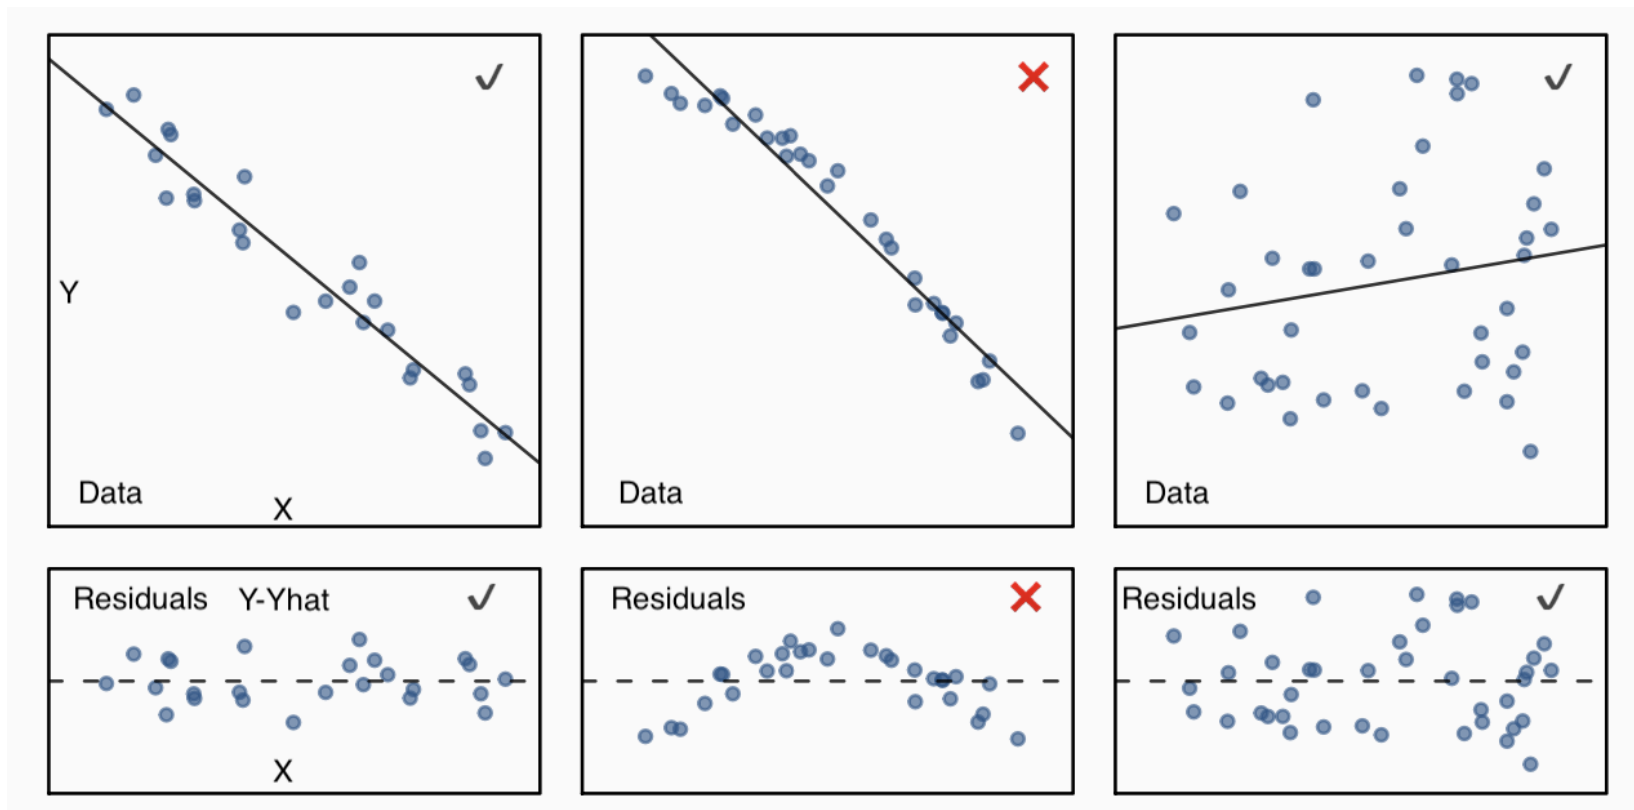 Y
Data
X
Data
Data
Residuals Y-Yhat
X
Residuals
Residuals